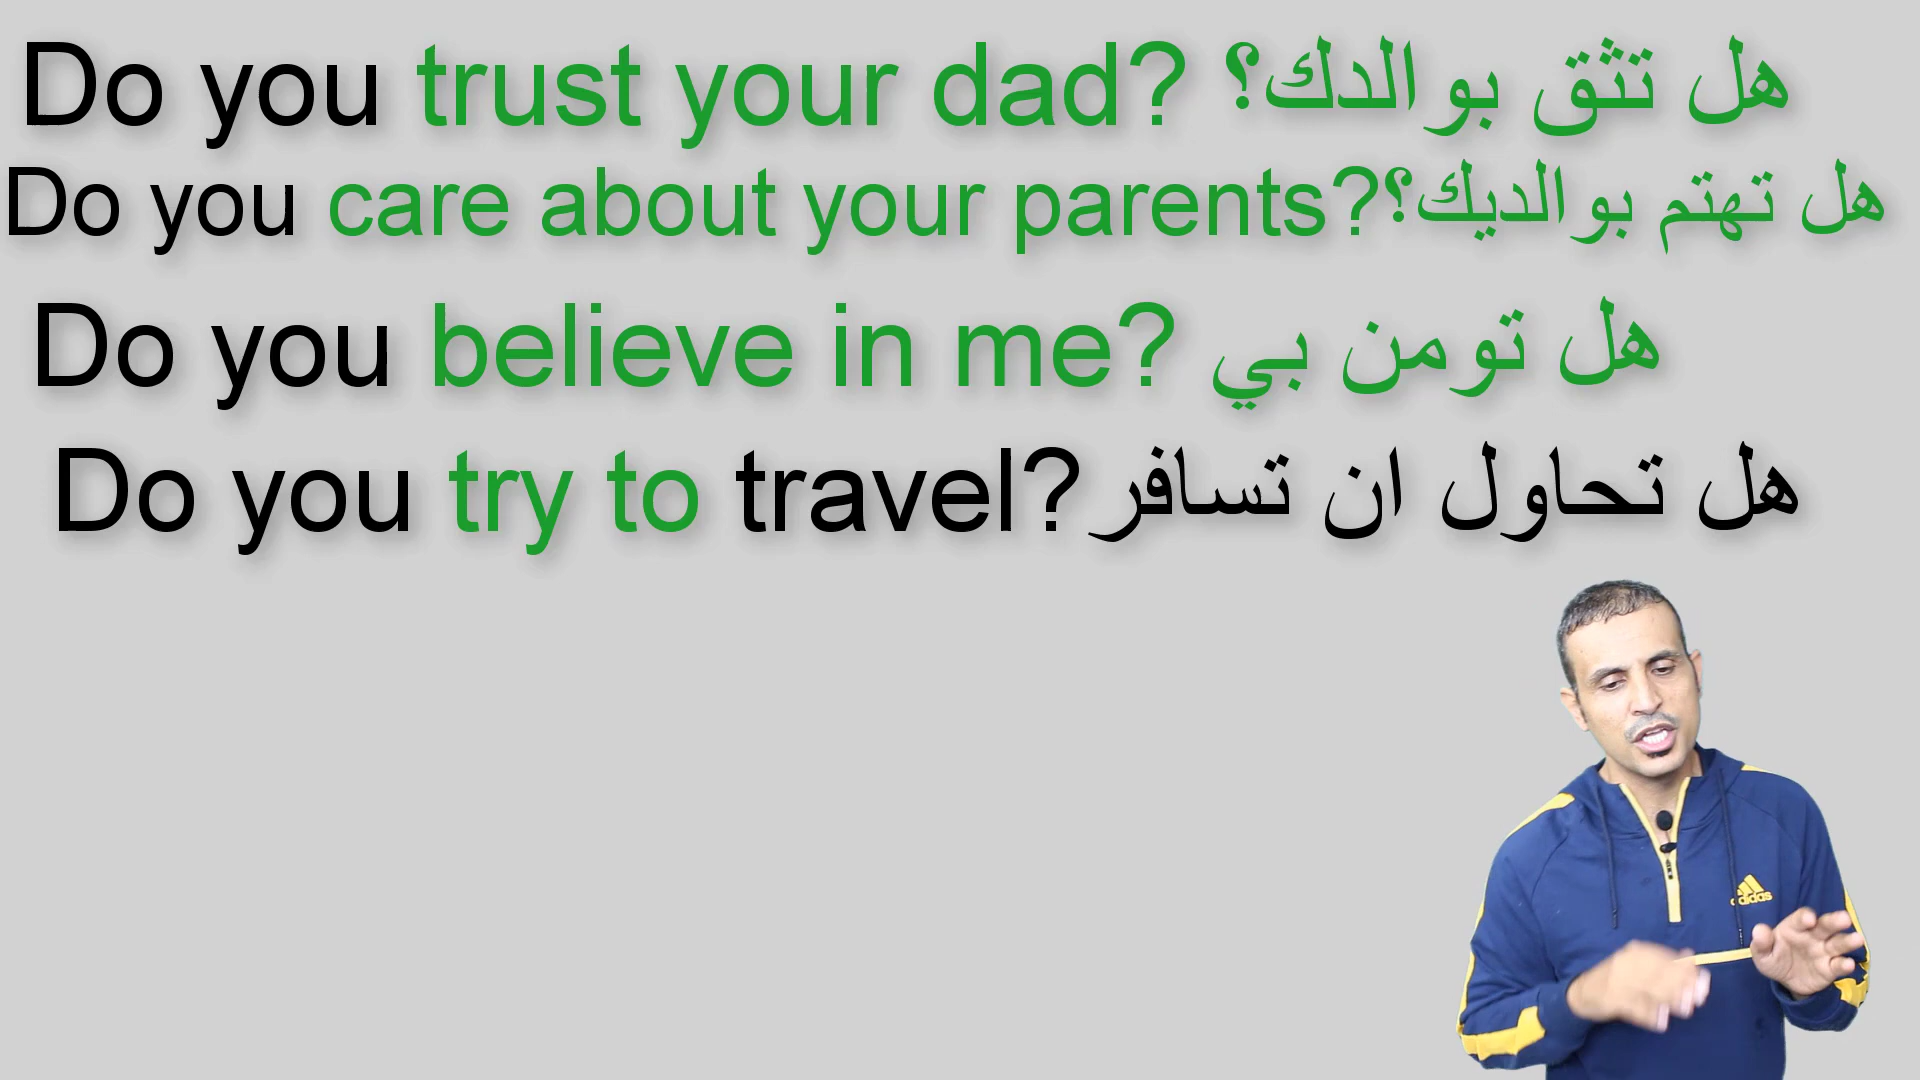 Do you trust your dad? هل تثق بوالدك؟
Do you care about your parents?هل تهتم بوالديك؟
Do you believe in me? هل تومن بي
Do you try to travel?هل تحاول ان تسافر
adidas